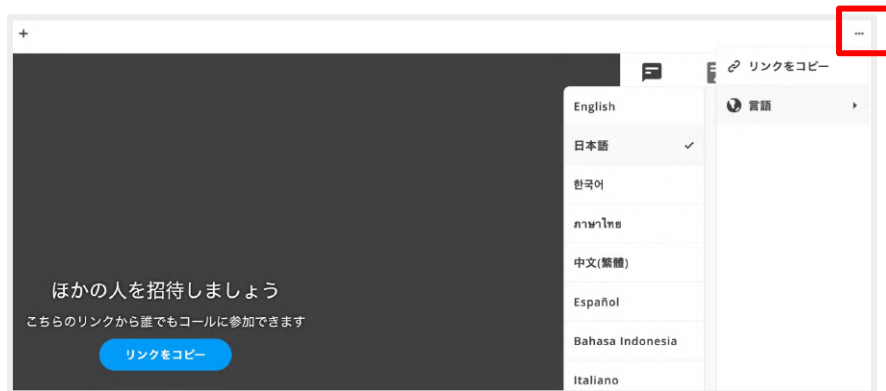 +
…
リンクをコピー
言語
English
日本語
한국어
ภาษาไทย
中文(繁體)
Español
Bahasa Indonesia
Italiano
ほかの人を招待しましょう
こちらのリンクから誰でもコールに参加できます
リンクをコピー